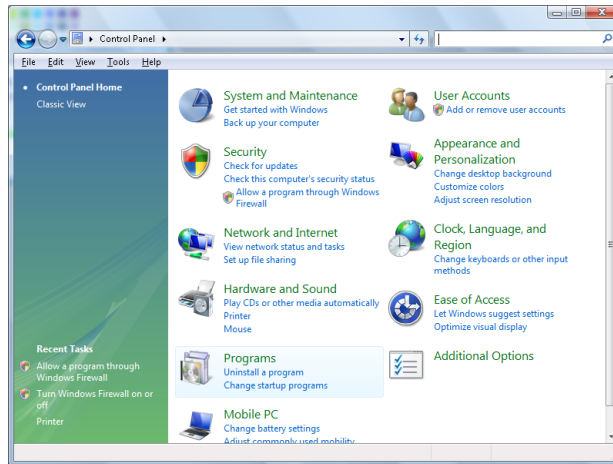 Control Panel
File Edit View Tools Help
Control Panel Home
Classic View
System and Maintenance
Get started with Windows
Back up your computer
Security
Check for updates
Check this computer's security status
Allow a program through Windows
Firewall
Network and Internet
View network status and tasks
Set up file sharing
Hardware and Sound
Play CDs or other media automatically
Printer
Mouse
Programs
Uninstall a program
Change startup programs
Mobile PC
Change battery settings
Adjust commonly used mobility
User Accounts
Add or remove user accounts
Appearance and
Personalization
Change desktop background
Customize colors
Adjust screen resolution
Clock, Language, and
Region
Change keyboards or other input
methods
Ease of Access
Let Windows suggest settings
Optimize visual display
Additional Options
Recent Tasks
Allow a program through
Windows Firewall
Turn Windows Firewall on or
off
Printer